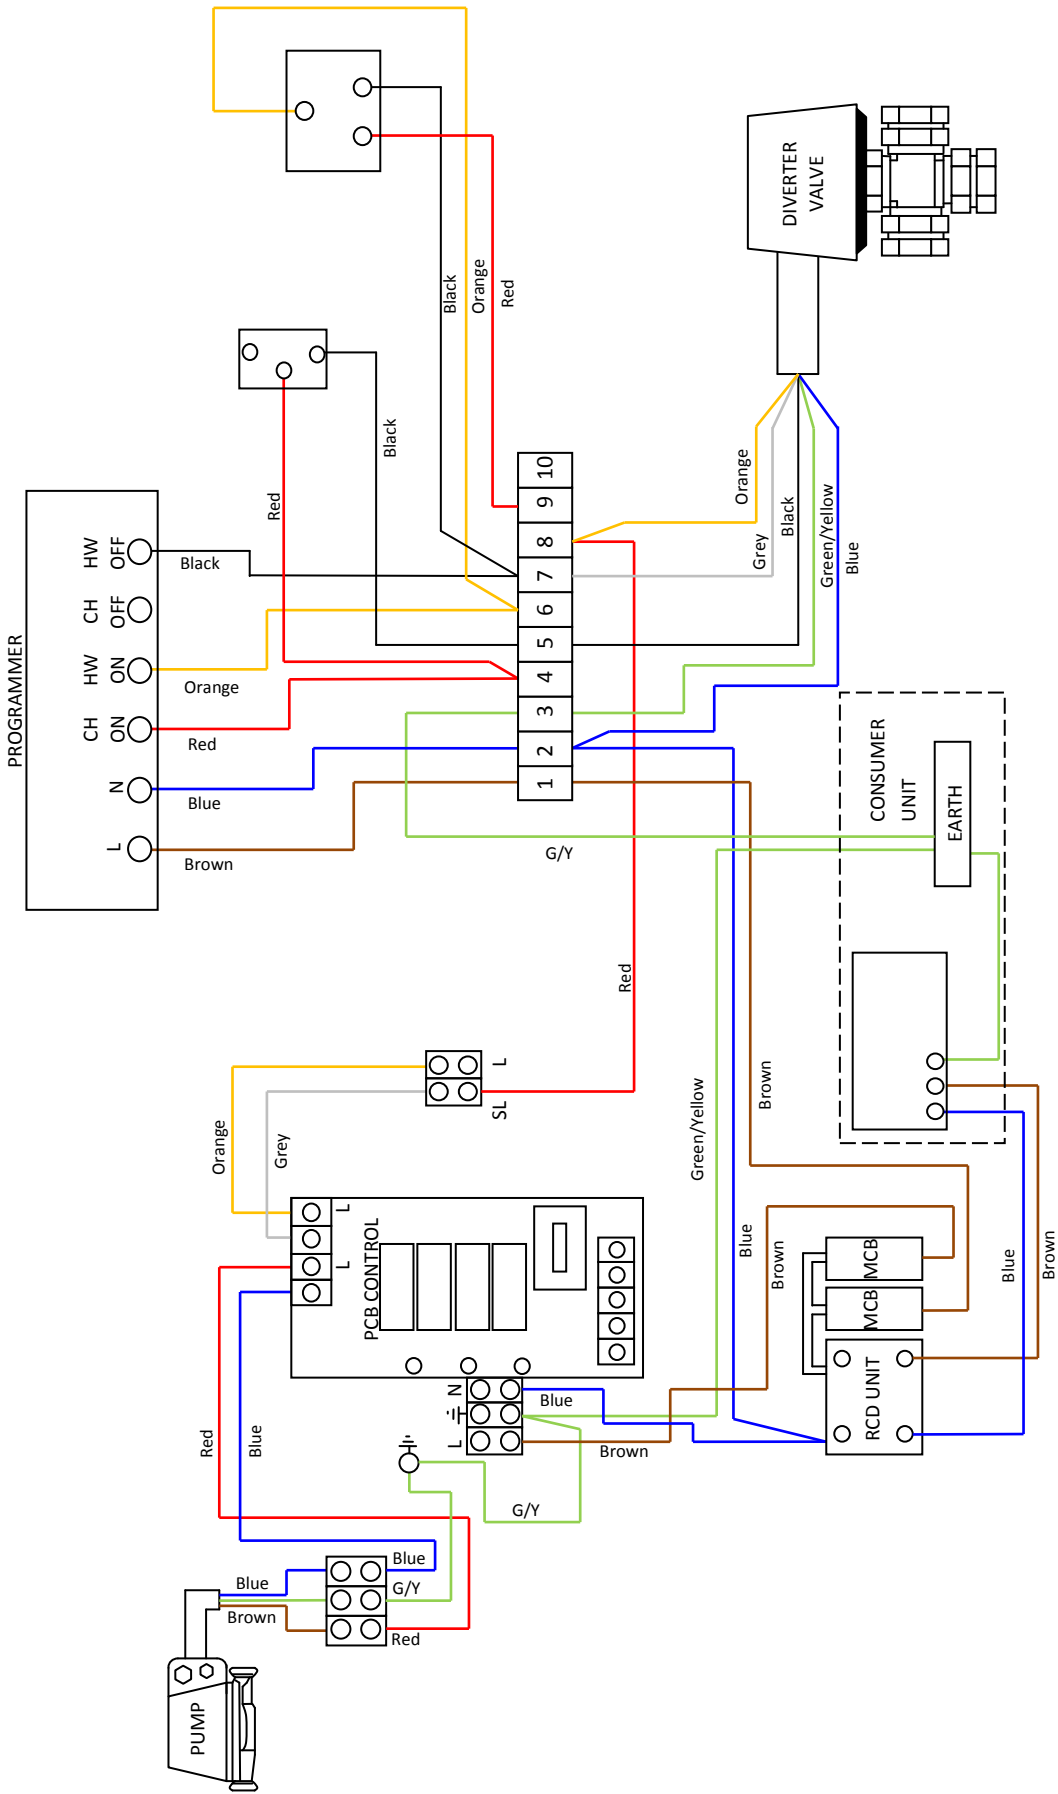 PROGRAMMER
L
N
CH
ON
HW
ON
CH
OFF
HW
OFF
Brown
Blue
Red
Orange
Black
Red
Black
Black
Orange
Red
1
2
3
4
5
6
7
8
9
10
DIVERTER
VALVE
Orange
Grey
Black
Green/Yellow
Blue
G/Y
Red
CONSUMER
UNIT
EARTH
SL
L
Orange
Grey
Green/Yellow
Brown
Blue
Brown
Blue
Brown
MCB
MCB
RCD UNIT
PCB CONTROL
L
L
L
N
Blue
Brown
G/Y
Red
Blue
Blue
Brown
Blue
G/Y
Red
PUMP